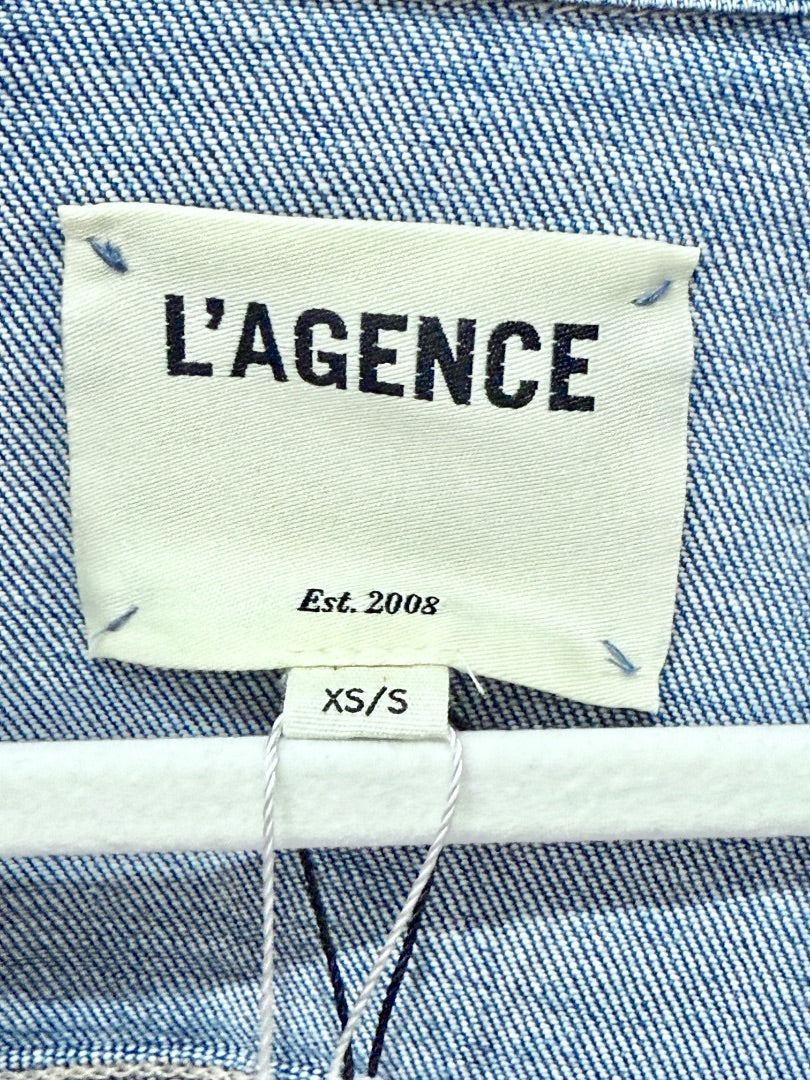 L'AGENCE
Est. 2008
XS/S